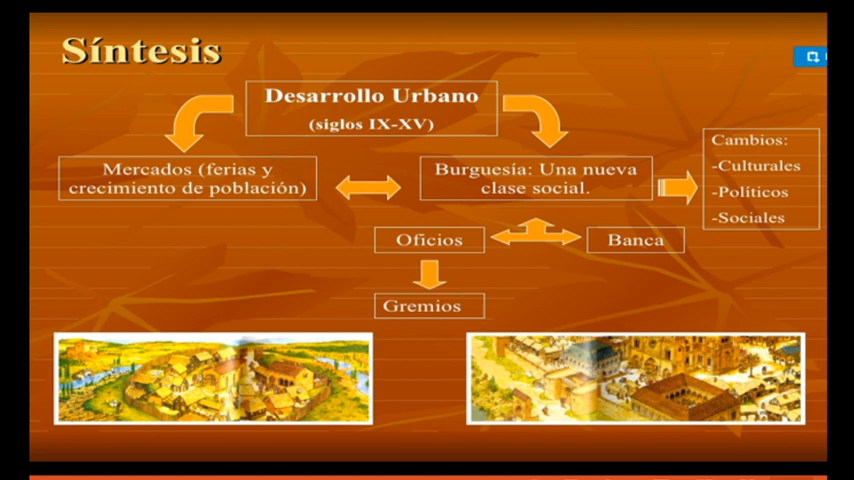 Síntesis
Desarrollo Urbano
(siglos IX-XV)
Mercados (ferias y
crecimiento de población)
Burguesía: Una nueva
clase social.
Cambios:
-Culturales
-Políticos
-Sociales
Oficios
Banca
Gremios